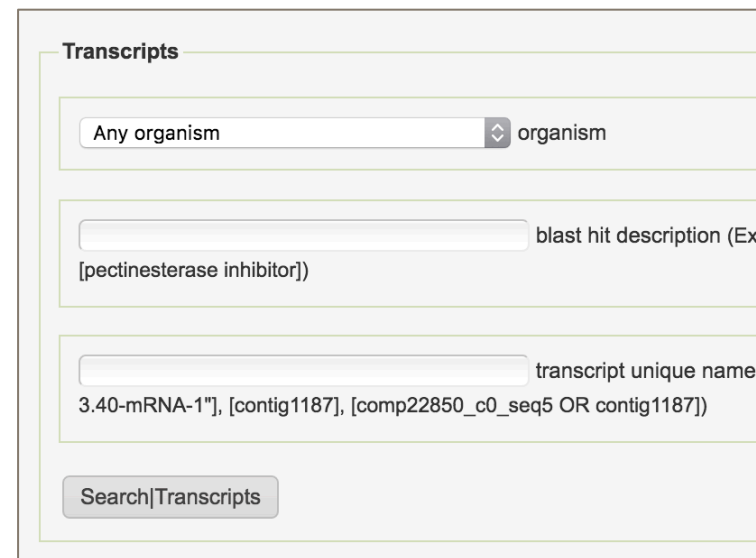 Transcripts
Any organism organism
blast hit description (Ex
[pectinesterase inhibitor])
transcript unique name
3.40-mRNA-1"], [contig1187], [comp22850_c0_seq5 OR contig1187])
Search|Transcripts